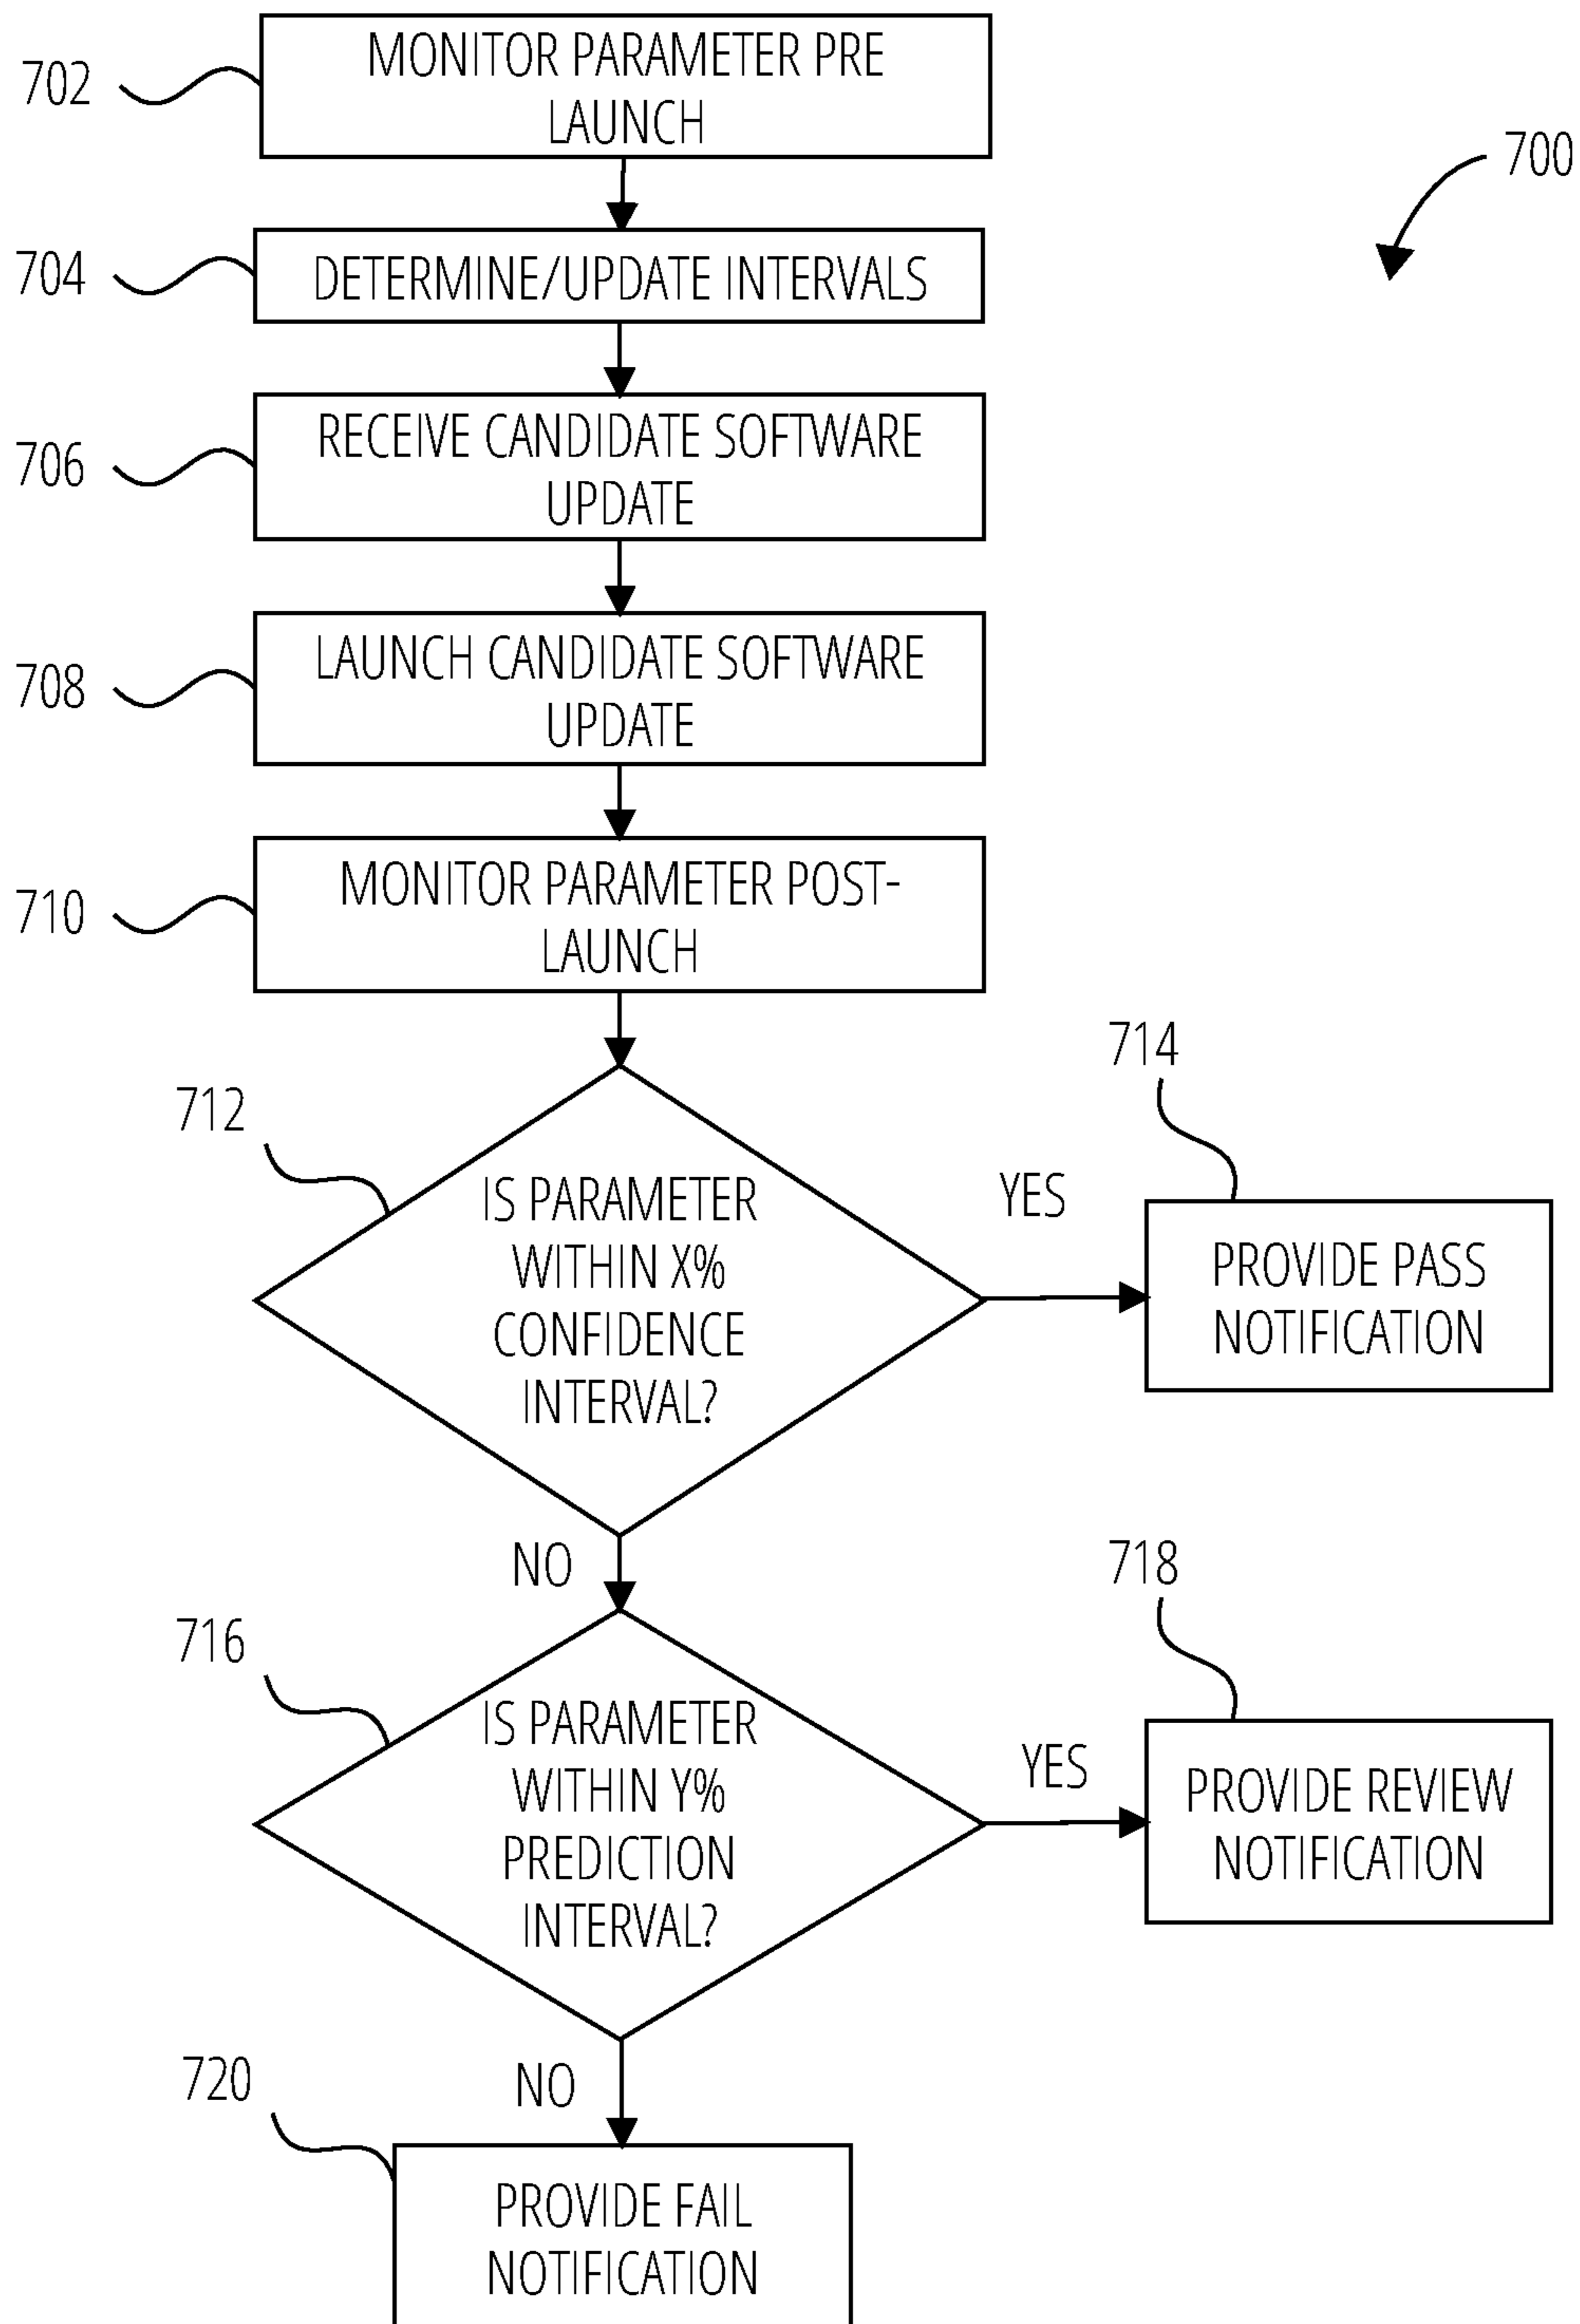 702
MONITOR PARAMETER PRE
LAUNCH
700
704
DETERMINE/UPDATE INTERVALS
706
RECEIVE CANDIDATE SOFTWARE
UPDATE
708
LAUNCH CANDIDATE SOFTWARE
UPDATE
710
MONITOR PARAMETER POST-
LAUNCH
712
IS PARAMETER
WITHIN X%
CONFIDENCE
INTERVAL?
YES
714
PROVIDE PASS
NOTIFICATION
NO
716
IS PARAMETER
WITHIN Y%
PREDICTION
INTERVAL?
YES
718
PROVIDE REVIEW
NOTIFICATION
NO
720
PROVIDE FAIL
NOTIFICATION